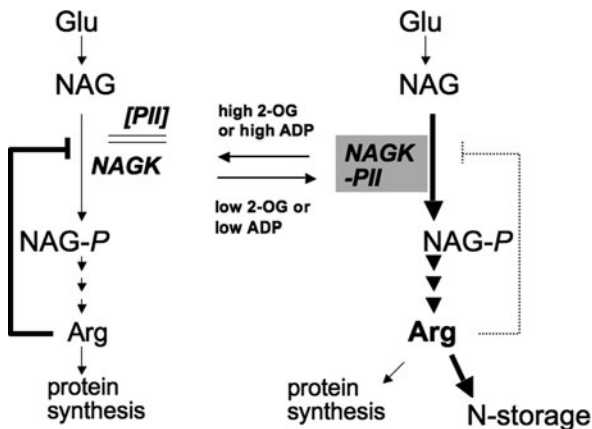 Glu
NAG
[PII]
NAGK
NAG-P
Arg
protein
synthesis
high 2-OG
or high ADP
low 2-OG or
low ADP
Glu
NAG
NAGK
-PII
NAG-P
Arg
protein
synthesis
N-storage